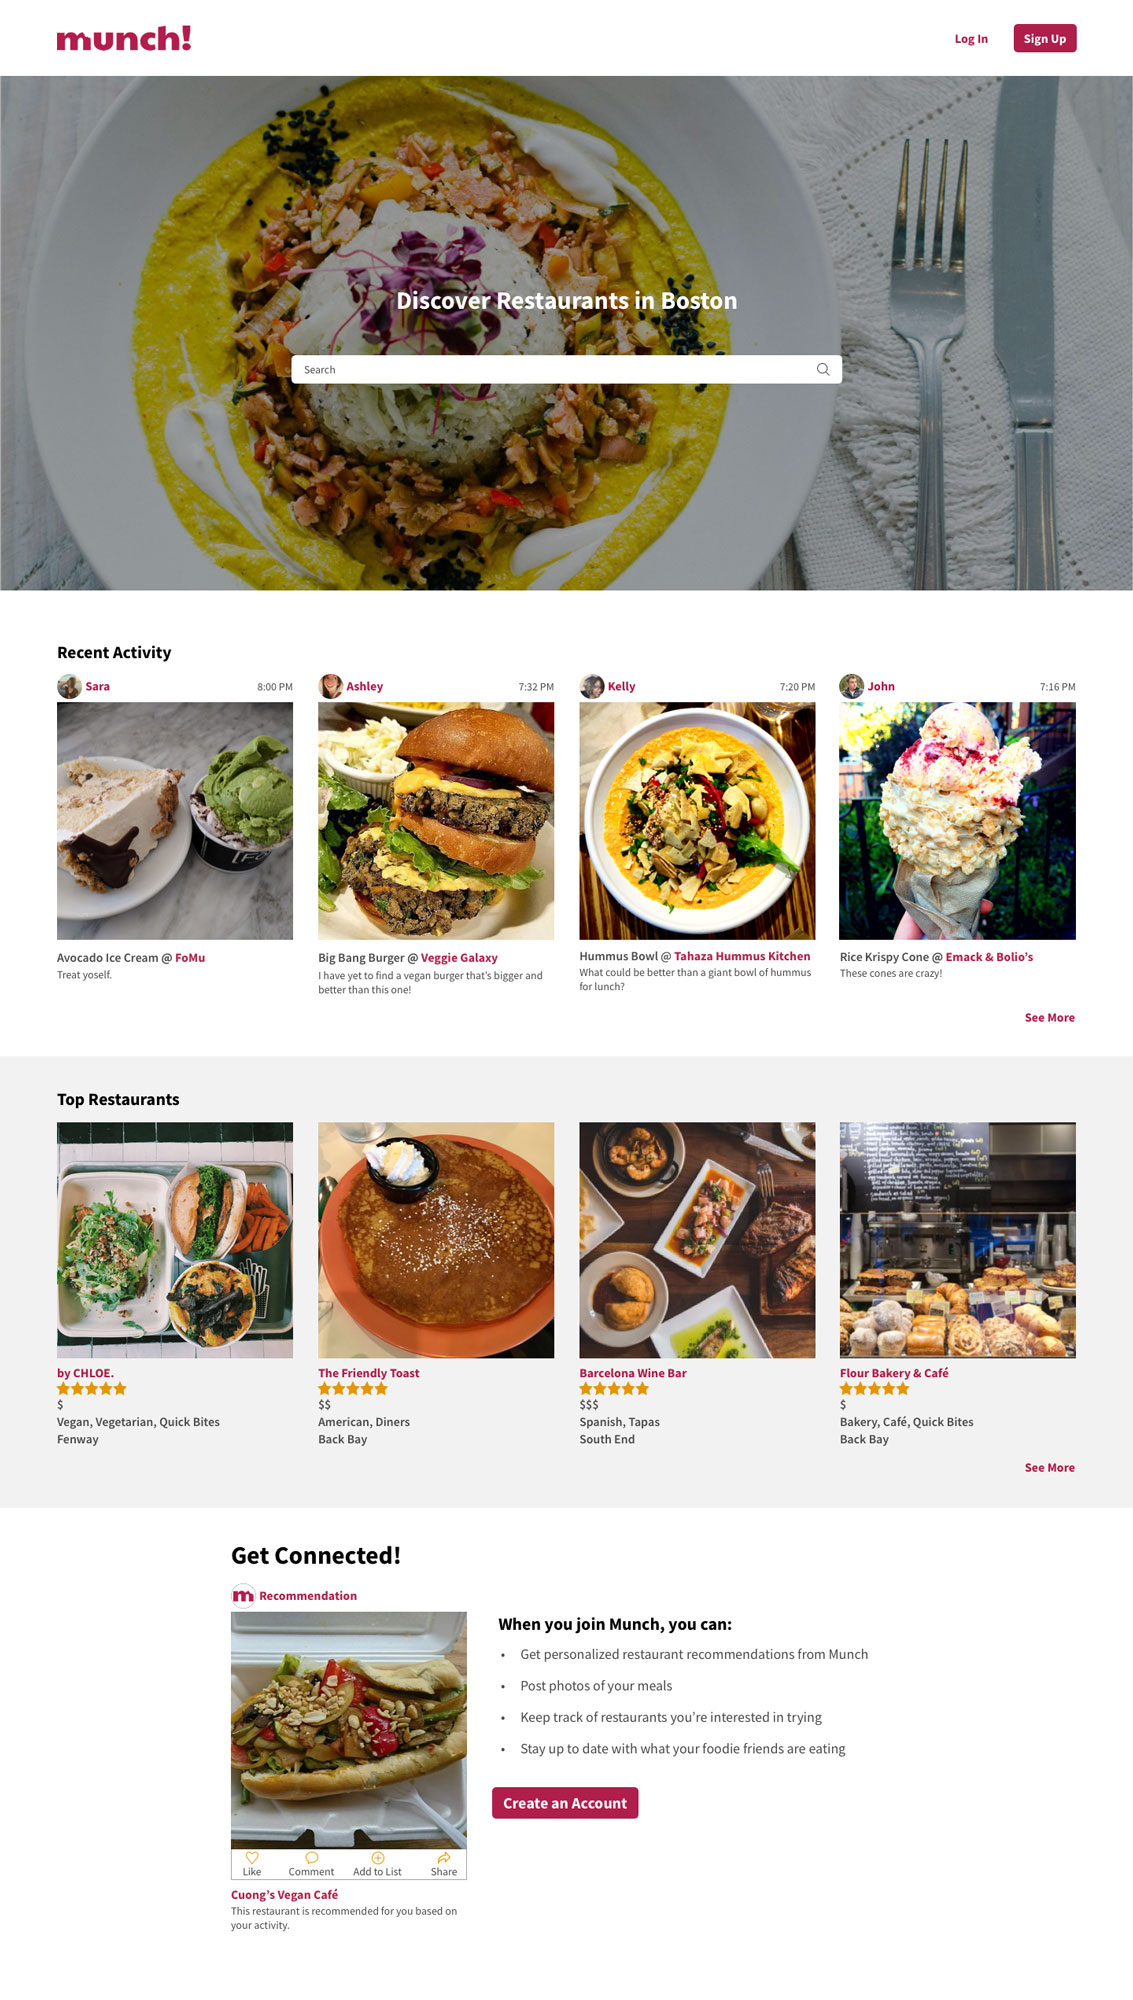 munch!
Log In
Sign Up
Discover Restaurants in Boston
Search
Recent Activity
Sara
8:00 PM
Ashley
7:32 PM
Kelly
7:20 PM
John
7:16 PM
Avocado Ice Cream @ FoMu
Treat yoself.
Big Bang Burger @ Veggie Galaxy
I have yet to find a vegan burger that’s bigger and
better than this one!
Hummus Bowl @ Tahaza Hummus Kitchen
What could be better than a giant bowl of hummus
for lunch?
Rice Krispy Cone @ Emack & Bolio’s
These cones are crazy!
See More
Top Restaurants
by CHLOE.
$
Vegan, Vegetarian, Quick Bites
Fenway
The Friendly Toast
$$
American, Diners
Back Bay
Barcelona Wine Bar
$$$
Spanish, Tapas
South End
Flour Bakery & Café
$
Bakery, Café, Quick Bites
Back Bay
See More
Get Connected!
m Recommendation
Like
Comment
Add to List
Share
Cuong’s Vegan Café
This restaurant is recommended for you based on
your activity.
When you join Munch, you can:
• Get personalized restaurant recommendations from Munch
• Post photos of your meals
• Keep track of restaurants you’re interested in trying
• Stay up to date with what your foodie friends are eating
Create an Account